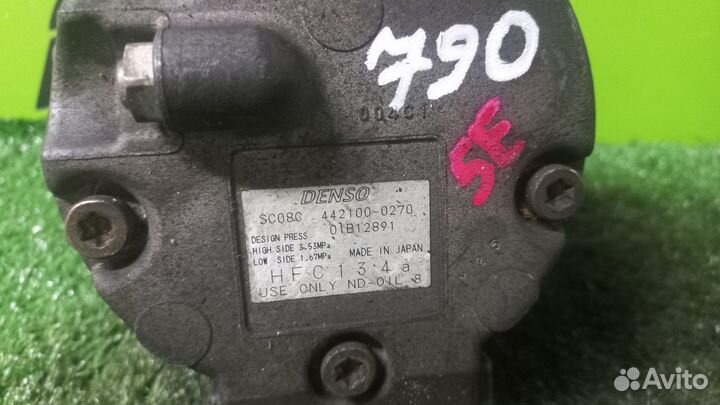 790
SE
DENSO
SC08C 442100-0270
01B12891
DESIGN PRESS
HIGH SIDE 3.53MPa
LOW SIDE 1.67MPa
MADE IN JAPAN
HFC134a
USE ONLY ND-OIL 8
Avito